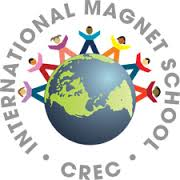 • INTERNATIONAL MAGNET SCHOOL •
CREC